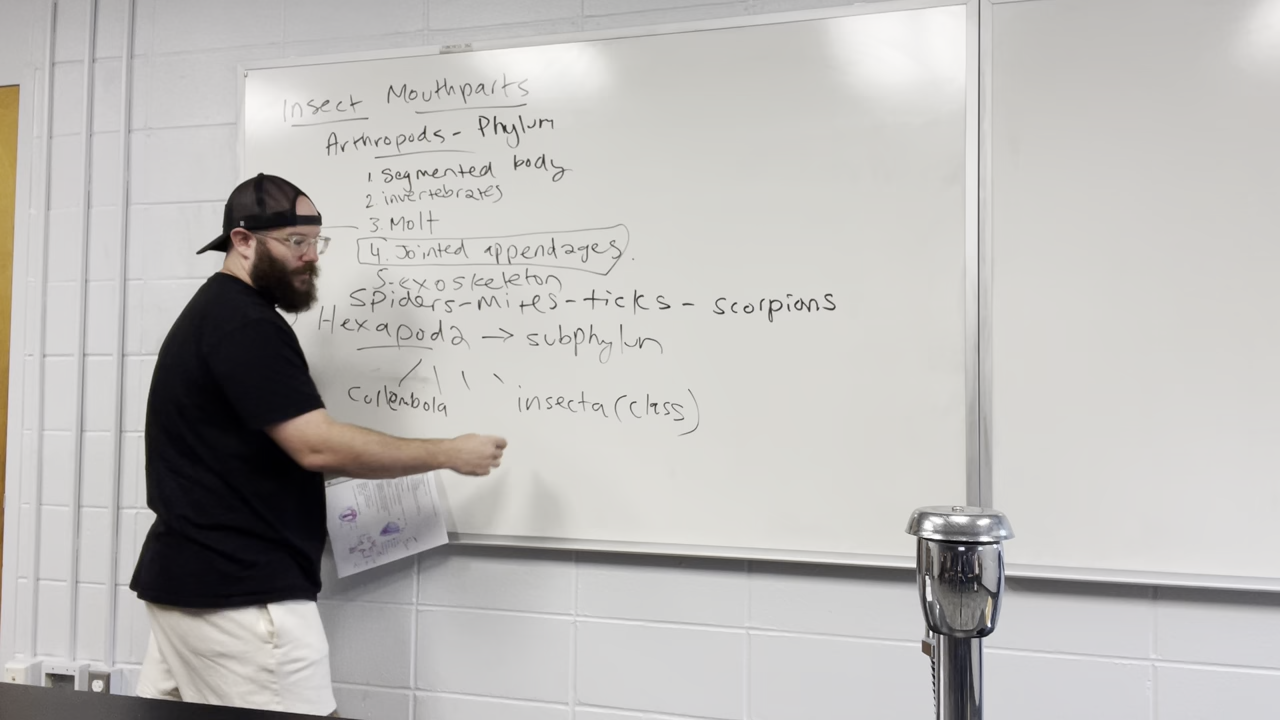 Insect Mouthparts
Arthropods - Phylum
1 Segmented body
2 invertebrates
3. Molt
4. Jointed appendages.
5-exoskeleton
Spiders-mites-ticks - scorpions
Hexapoda → subphylum
Collembola insecta (class)